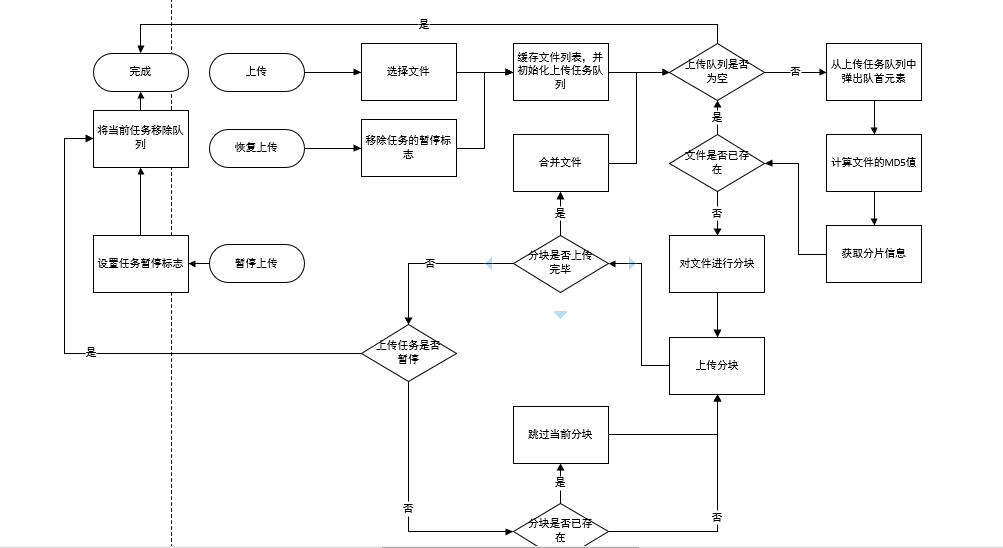 是
完成
上传
选择文件
缓存文件列表，并
初始化上传任务队
列
上传队列是否
为空
否
从上传任务队列中
弹出队首元素
将当前任务移除队
列
恢复上传
移除任务的暂停标
志
合并文件
是
文件是否已存
在
计算文件的MD5值
是
否
设置任务暂停标志
暂停上传
否
分块是否上传
完毕
对文件进行分块
获取分片信息
是
上传任务是否
暂停
上传分块
跳过当前分块
是
否
分块是否已存
在
否